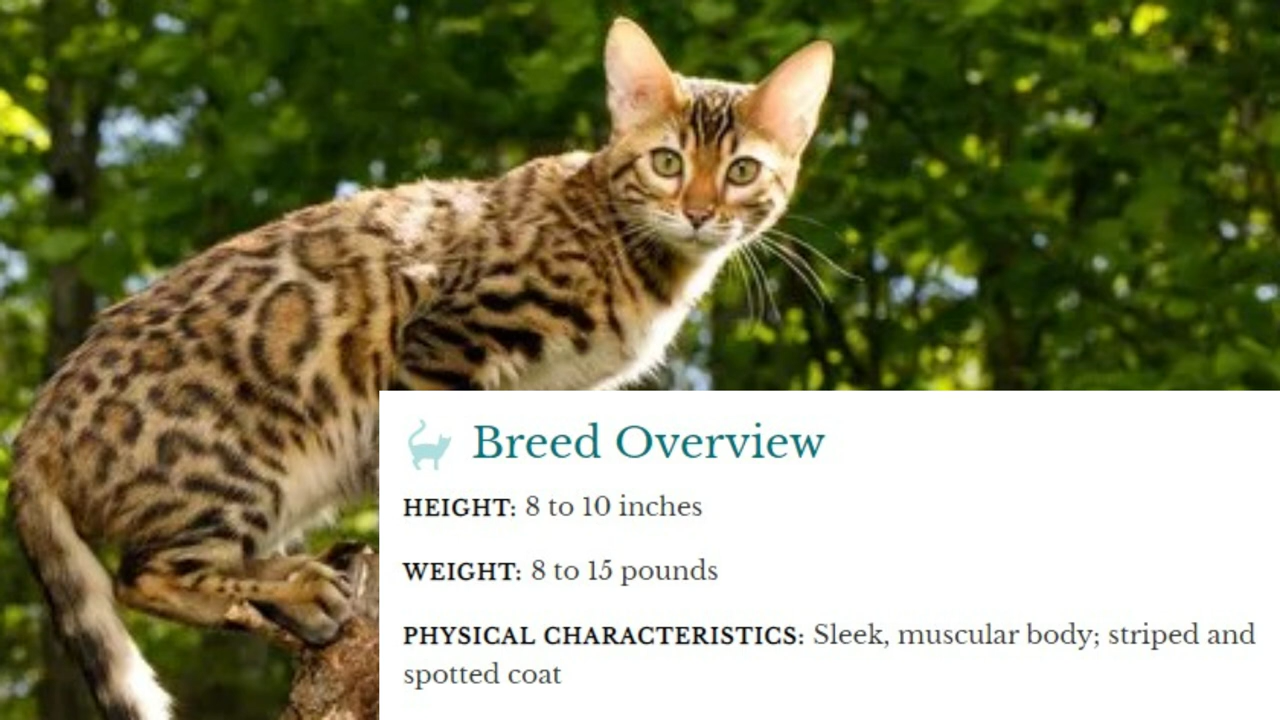 Breed Overview
HEIGHT: 8 to 10 inches
WEIGHT: 8 to 15 pounds
PHYSICAL CHARACTERISTICS: Sleek, muscular body; striped and
spotted coat